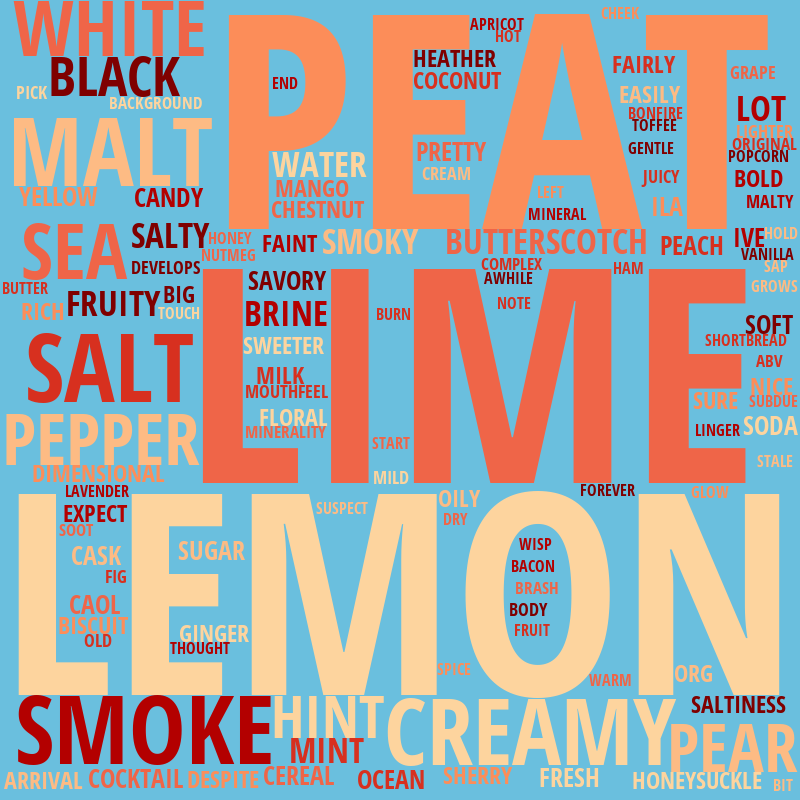 WHITE
PEAT
CHEEK
APRICOT
HOT
BLACK
HEATHER
COCONUT
FAIRLY
GRAPE
PICK
BACKGROUND
END
EASILY
BONFIRE
TOFFEE
LOT
LIGHTER
ORIGINAL
MALT
WATER
PRETTY
CREAM
GENTLE
POPCORN
YELLOW
CANDY
MANGO
CHESTNUT
LEFT
MINERAL
JUICY
ILA
BOLD
MALTY
SEA
SALTY
HONEY
NUTMEG
FAINT
SMOKY
BUTTERSCOTCH
PEACH
IVE
HOLD
VANILLA
DEVELOPS
COMPLEX
AWHILE
HAM
SAP
GROWS
BUTTER
RICH
FRUITY
BIG
TOUCH
SAVORY
BRINE
LIME
BURN
NOTE
SOFT
SHORTBREAD
SALT
SWEETER
MILK
MOUTHFEEL
ABV
NICE
SURE
SUBDUE
PEPPER
FLORAL
MINERALITY
START
LINGER
SODA
DIMENSIONAL
MILD
STALE
LAVENDER
EXPECT
SOOT
LEMON
SUSPECT
OILY
DRY
FOREVER
GLOW
CASK
SUGAR
FIG
WISP
BACON
BRASH
CAOL
BISCUIT
OLD
GINGER
THOUGHT
BODY
FRUIT
SPICE
WARM
ORG
SMOKE
HINT
MINT
CREAMY
SALTINESS
PEAR
ARRIVAL
COCKTAIL
DESPITE
CEREAL
OCEAN
SHERRY
FRESH
HONEYSUCKLE
BIT